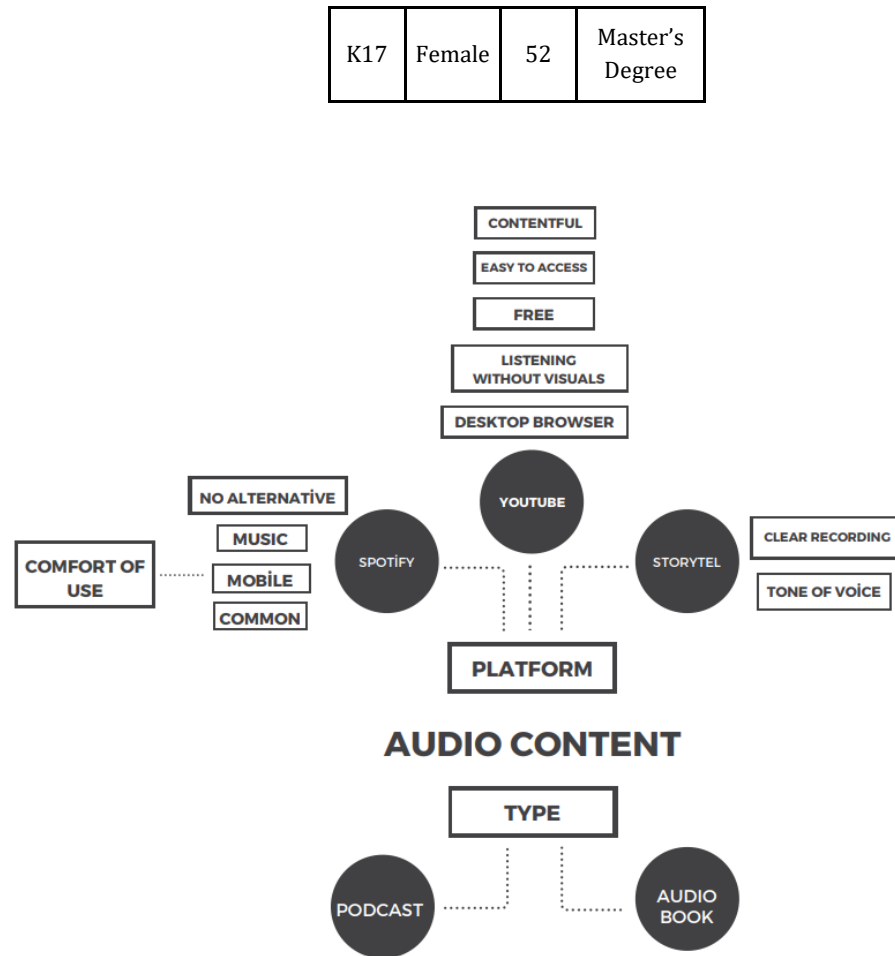 K17 Female 52 Master’s
Degree
CONTENTFUL
EASY TO ACCESS
FREE
LISTENING
WITHOUT VISUALS
DESKTOP BROWSER
YOUTUBE
NO ALTERNATİVE
MUSIC
MOBİLE
COMMON
COMFORT OF
USE
SPOTİFY
STORYTEL
CLEAR RECORDING
TONE OF VOİCE
PLATFORM
AUDIO CONTENT
TYPE
PODCAST
AUDIO
BOOK